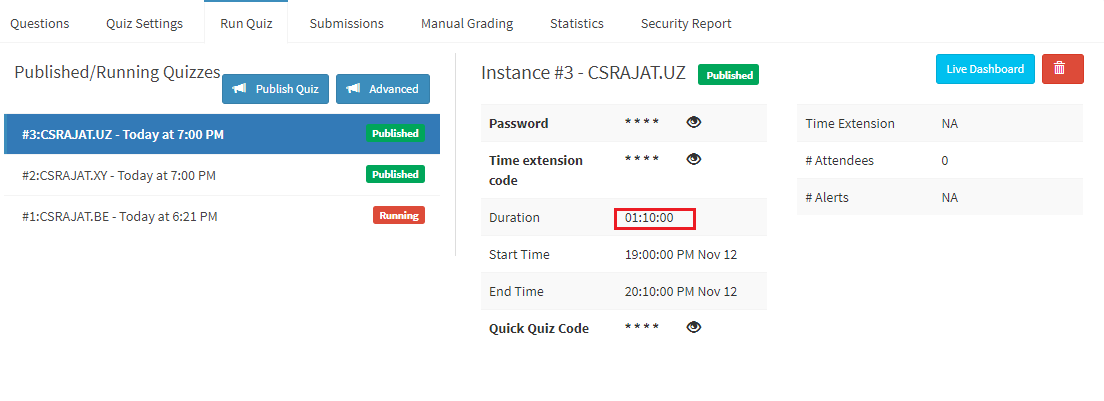 Questions Quiz Settings Run Quiz Submissions Manual Grading Statistics Security Report
Published/Running Quizzes
Publish Quiz Advanced
#3:CSRAJAT.UZ - Today at 7:00 PM Published
#2:CSRAJAT.XY - Today at 7:00 PM Published
#1:CSRAJAT.BE - Today at 6:21 PM Running
Instance #3 - CSRAJAT.UZ Published
Live Dashboard
Password ****
Time extension code ****
Duration 01:10:00
Start Time 19:00:00 PM Nov 12
End Time 20:10:00 PM Nov 12
Quick Quiz Code ****
Time Extension NA
# Attendees 0
# Alerts NA